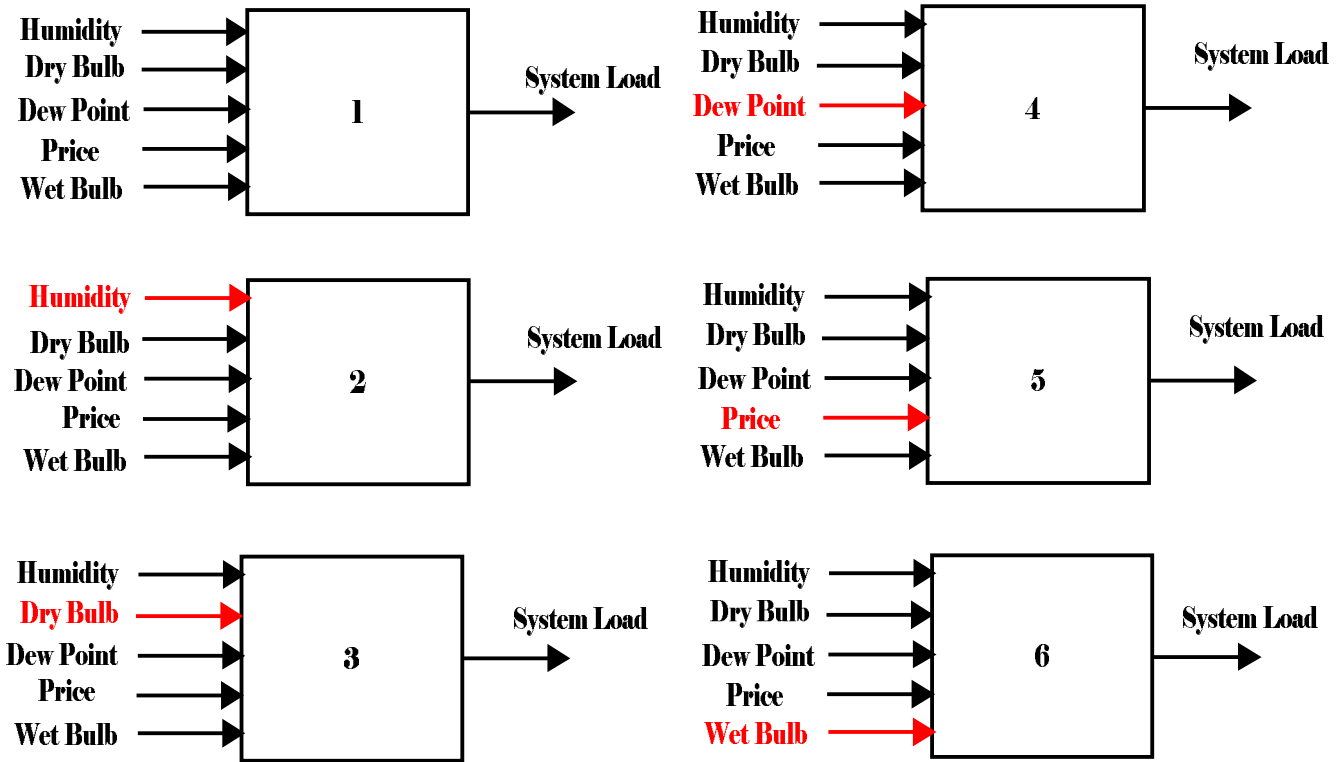 Humidity
Dry Bulb
Dew Point
Price
Wet Bulb
1
System Load
Humidity
Dry Bulb
Dew Point
Price
Wet Bulb
4
System Load
Humidity
Dry Bulb
Dew Point
Price
Wet Bulb
2
System Load
Humidity
Dry Bulb
Dew Point
Price
Wet Bulb
5
System Load
Humidity
Dry Bulb
Dew Point
Price
Wet Bulb
3
System Load
Humidity
Dry Bulb
Dew Point
Price
Wet Bulb
6
System Load